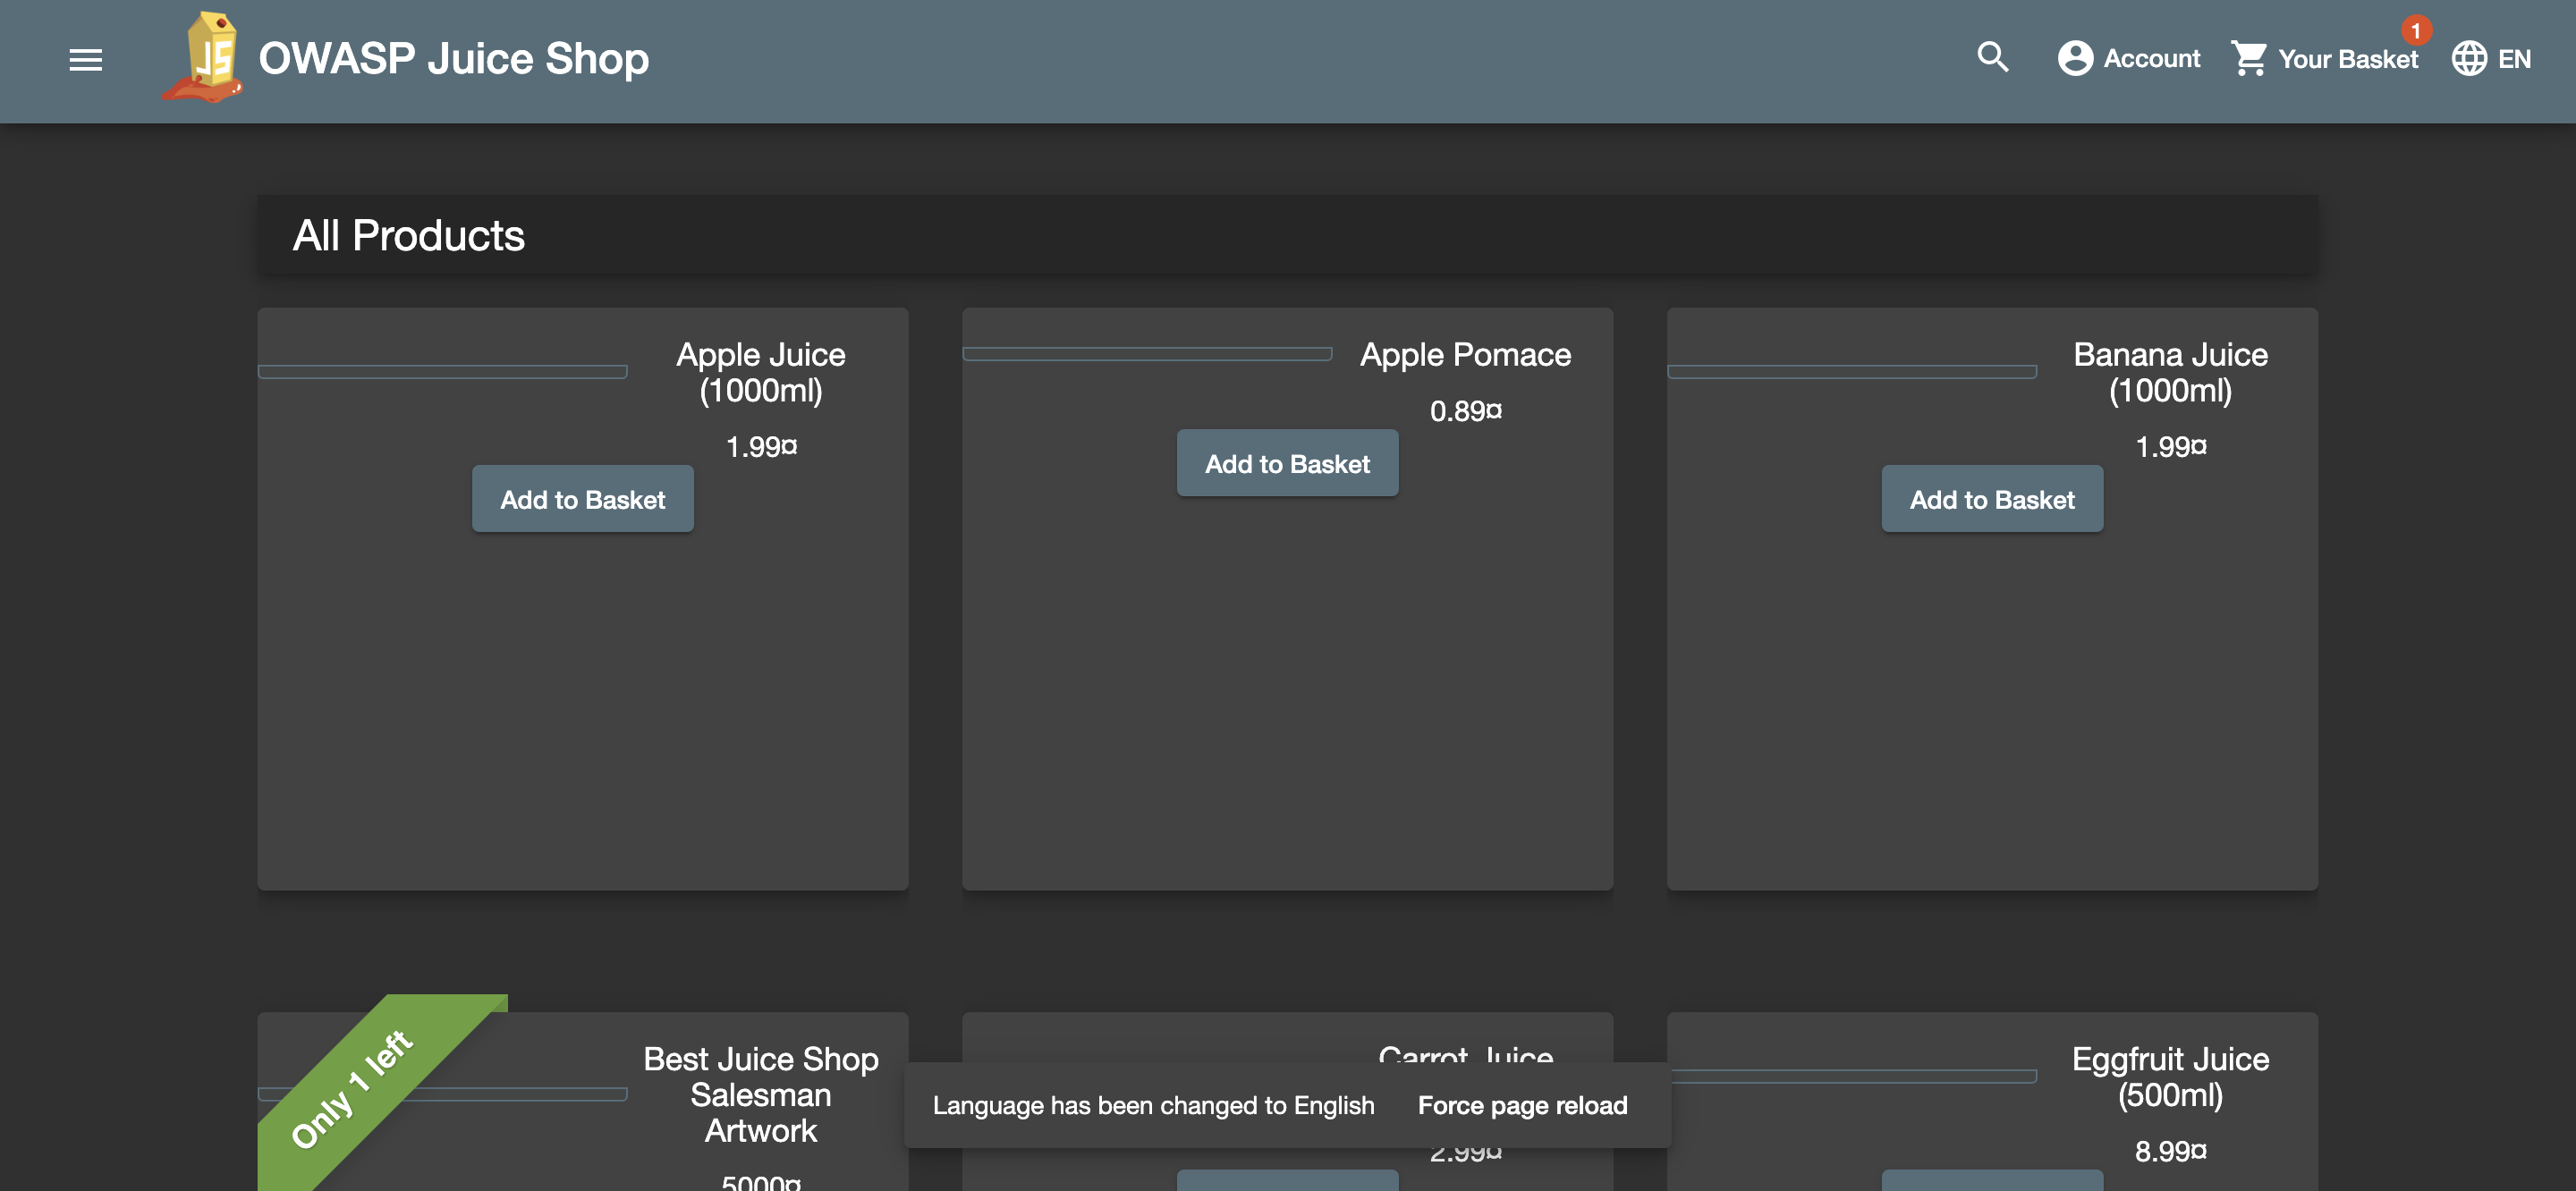 JS
OWASP Juice Shop
Account
Your Basket
1
EN
All Products
Apple Juice
(1000ml)
1.99¤
Add to Basket
Apple Pomace
0.89¤
Add to Basket
Banana Juice
(1000ml)
1.99¤
Add to Basket
Only 1 left
Best Juice Shop
Salesman
Artwork
5000¤
Carrot Juice
2.99¤
Eggfruit Juice
(500ml)
8.99¤
Language has been changed to English
Force page reload